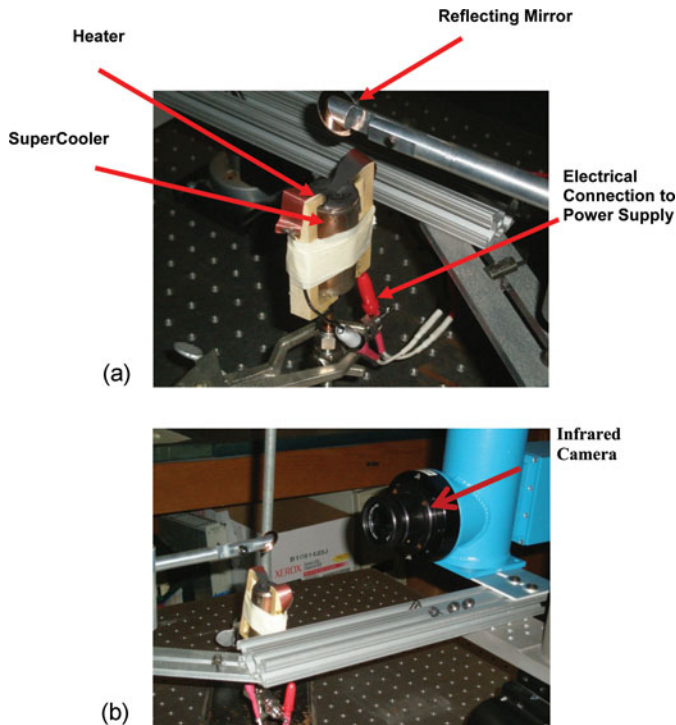 Reflecting Mirror
Heater
SuperCooler
Electrical
Connection to
Power Supply
(a)
Infrared
Camera
XEROX
(b)